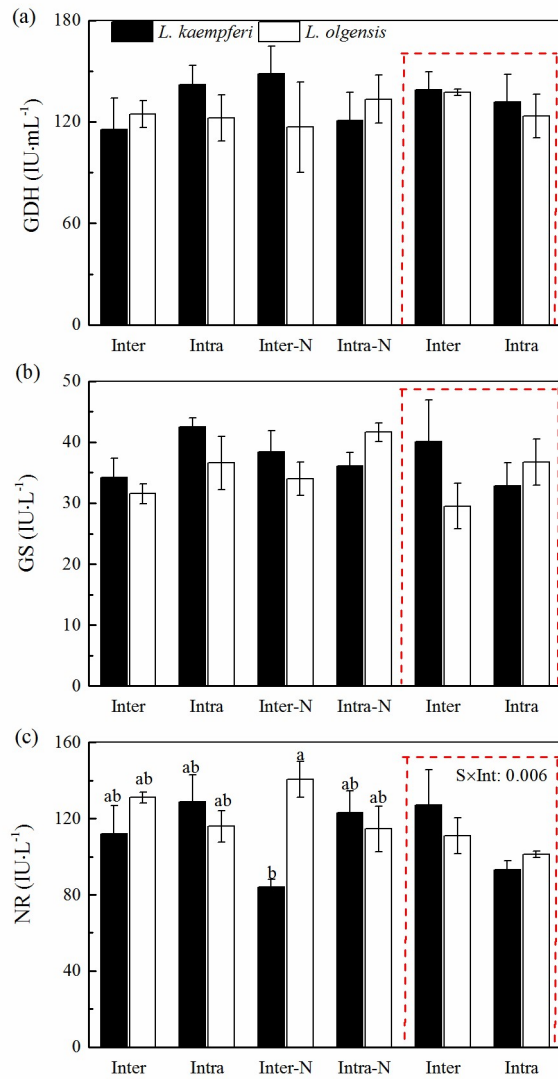 (a)
180
L. kaempferi
L. olgensis
120
60
0
GDH (IU·mL⁻¹)
Inter Intra Inter-N Intra-N Inter Intra
(b)
50
40
30
20
10
0
GS (IU·L⁻¹)
Inter Intra Inter-N Intra-N Inter Intra
(c)
160
S×Int: 0.006
a
ab ab ab ab ab ab
120
b
80
40
0
NR (IU·L⁻¹)
Inter Intra Inter-N Intra-N Inter Intra